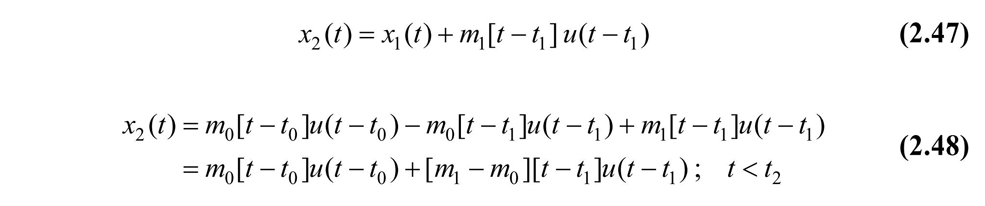 x₂(t) = x₁(t) + m₁[t − t₁] u(t − t₁) (2.47)
x₂(t) = m₀[t − t₀]u(t − t₀) − m₀[t − t₁]u(t − t₁) + m₁[t − t₁]u(t − t₁)
= m₀[t − t₀]u(t − t₀) + [m₁ − m₀][t − t₁]u(t − t₁) ; t < t₂ (2.48)